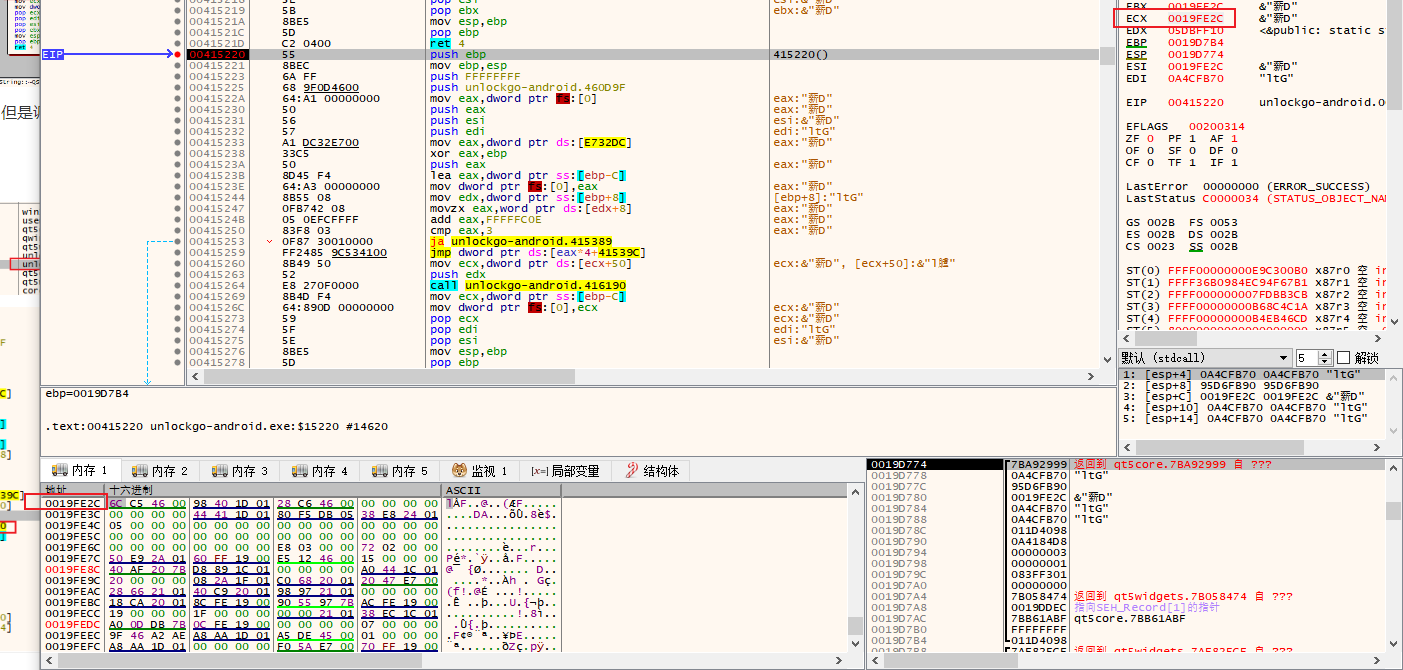 但是调
EIP
00415218 5E pop esi esi:&"薪D"
00415219 5B pop ebx ebx:&"薪D"
0041521A 8BE5 mov esp,ebp
0041521C 5D pop ebp
0041521D C2 0400 ret 4
00415220 55 push ebp 415220()
00415221 8BEC mov ebp,esp
00415223 6A FF push FFFFFFFF
00415225 68 9F0D4600 push unlockgo-android.460D9F
0041522A 64:A1 00000000 mov eax,dword ptr fs:[0] eax:"薪D"
00415230 50 push eax eax:"薪D"
00415231 56 push esi esi:&"薪D"
00415232 57 push edi edi:"ltG"
00415233 A1 DC32E700 mov eax,dword ptr ds:[E732DC] eax:"薪D"
00415238 33C5 xor eax,ebp
0041523A 50 push eax eax:"薪D"
0041523B 8D45 F4 lea eax,dword ptr ss:[ebp-C]
0041523E 64:A3 00000000 mov dword ptr fs:[0],eax eax:"薪D"
00415244 8B55 08 mov edx,dword ptr ss:[ebp+8] [ebp+8]:"ltG"
00415247 0FB742 08 movzx eax,word ptr ds:[edx+8] eax:"薪D"
0041524B 05 0EFCFFFF add eax,FFFFFC0E eax:"薪D"
00415250 83F8 03 cmp eax,3 eax:"薪D"
00415253 0F87 30010000 ja unlockgo-android.415389
00415259 FF2485 9C534100 jmp dword ptr ds:[eax*4+41539C]
00415260 8B49 50 mov ecx,dword ptr ds:[ecx+50]
00415263 52 push edx
00415264 E8 270F0000 call unlockgo-android.416190
00415269 8B4D F4 mov ecx,dword ptr ss:[ebp-C]
0041526C 64:890D 00000000 mov dword ptr fs:[0],ecx ecx:&"薪D"
00415273 59 pop ecx ecx:&"薪D"
00415274 5F pop edi edi:"ltG"
00415275 5E pop esi esi:&"薪D"
00415276 8BE5 mov esp,ebp
00415278 5D pop ebp
ebp=0019D7B4
.text:00415220 unlockgo-android.exe:$15220 #14620
EBX 0019FE2C &"薪D"
ECX 0019FE2C &"薪D"
EDX 05DBFF10 <&public: static s
EBP 0019D7B4
ESP 0019D774
ESI 0019FE2C &"薪D"
EDI 0A4CFB70 "ltG"
EIP 00415220 unlockgo-android.0
EFLAGS 00200314
ZF 0 PF 1 AF 1
OF 0 SF 0 DF 0
CF 0 TF 1 IF 1
LastError 00000000 (ERROR_SUCCESS)
LastStatus C0000034 (STATUS_OBJECT_NA
GS 002B FS 0053
ES 002B DS 002B
CS 0023 SS 002B
ST(0) FFFF00000000E9C300B0 x87r0 空
ST(1) FFFF36B0984EC94F67B1 x87r1 空
ST(2) FFFF000000007FDBB3CB x87r2 空
ST(3) FFFF00000000B68C4C1A x87r3 空
ST(4) FFFF00000000B4EB46CD x87r4 空
默认 (stdcall) 5 解锁
1: [esp+4] 0A4CFB70 0A4CFB70 "ltG"
2: [esp+8] 95D6FB90 95D6FB90
3: [esp+C] 0019FE2C 0019FE2C &"薪D"
4: [esp+10] 0A4CFB70 0A4CFB70 "ltG"
5: [esp+14] 0A4CFB70 0A4CFB70 "ltG"
内存 1 内存 2 内存 3 内存 4 内存 5 监视 1 [x=]局部变量 结构体
地址 十六进制 ASCII
0019FE2C 6C C5 46 00 98 40 1D 01 28 C6 46 00 00 00 00 00
0019FE3C 00 00 00 00 44 41 1D 01 80 F5 DB 05 38 E8 24 01
0019FE4C 05 00 00 00 00 00 00 00 00 00 00 00 00 00 00 00
0019FE5C 00 00 00 00 00 00 00 00 00 00 00 00 00 00 00 00
0019FE6C 00 00 00 00 00 00 00 00 E8 03 00 00 72 02 00 00
0019FE7C 50 E9 2A 01 60 FF 19 00 E5 12 46 00 15 00 00 00
0019FE8C 40 AF 20 7B D8 89 1C 01 00 00 00 00 A0 44 1C 01
0019FE9C 20 00 00 00 08 2A 1F 01 C0 68 20 01 20 47 E7 00
0019FEAC 28 66 21 01 40 C9 20 01 98 97 21 01 00 00 00 00
0019FEBC 18 CA 20 01 8C FE 19 00 90 55 97 7B AC FE 19 00
0019FECC 19 00 00 00 1F 00 00 00 00 00 21 01 38 EC 1C 01
0019FEDC A0 0D DB 7B 0C FE 19 00 00 00 00 00 07 00 00 00
0019FEEC 9F 46 A2 AE A8 AA 1D 01 A5 DE 45 00 01 00 00 00
0019FEFC A8 AA 1D 01 00 00 00 00 F0 5A E7 00 70 FF 19 00
0019D774 7BA92999 返回到 qt5core.7BA92999 自 ???
0019D778 0A4CFB70 "ltG"
0019D77C 95D6FB90
0019D780 0019FE2C &"薪D"
0019D784 0A4CFB70 "ltG"
0019D788 0A4CFB70 "ltG"
0019D78C 011D4098
0019D790 0A4184D8
0019D794 00000003
0019D798 00000001
0019D79C 083FF301
0019D7A0 00000000
0019D7A4 7B058474 返回到 qt5widgets.7B058474 自 ???
0019D7A8 0019DDEC 指向SEH_Record[1]的指针
0019D7AC 7BB61ABF qt5core.7BB61ABF
0019D7B0 FFFFFFFF
0019D7B4 011D4098